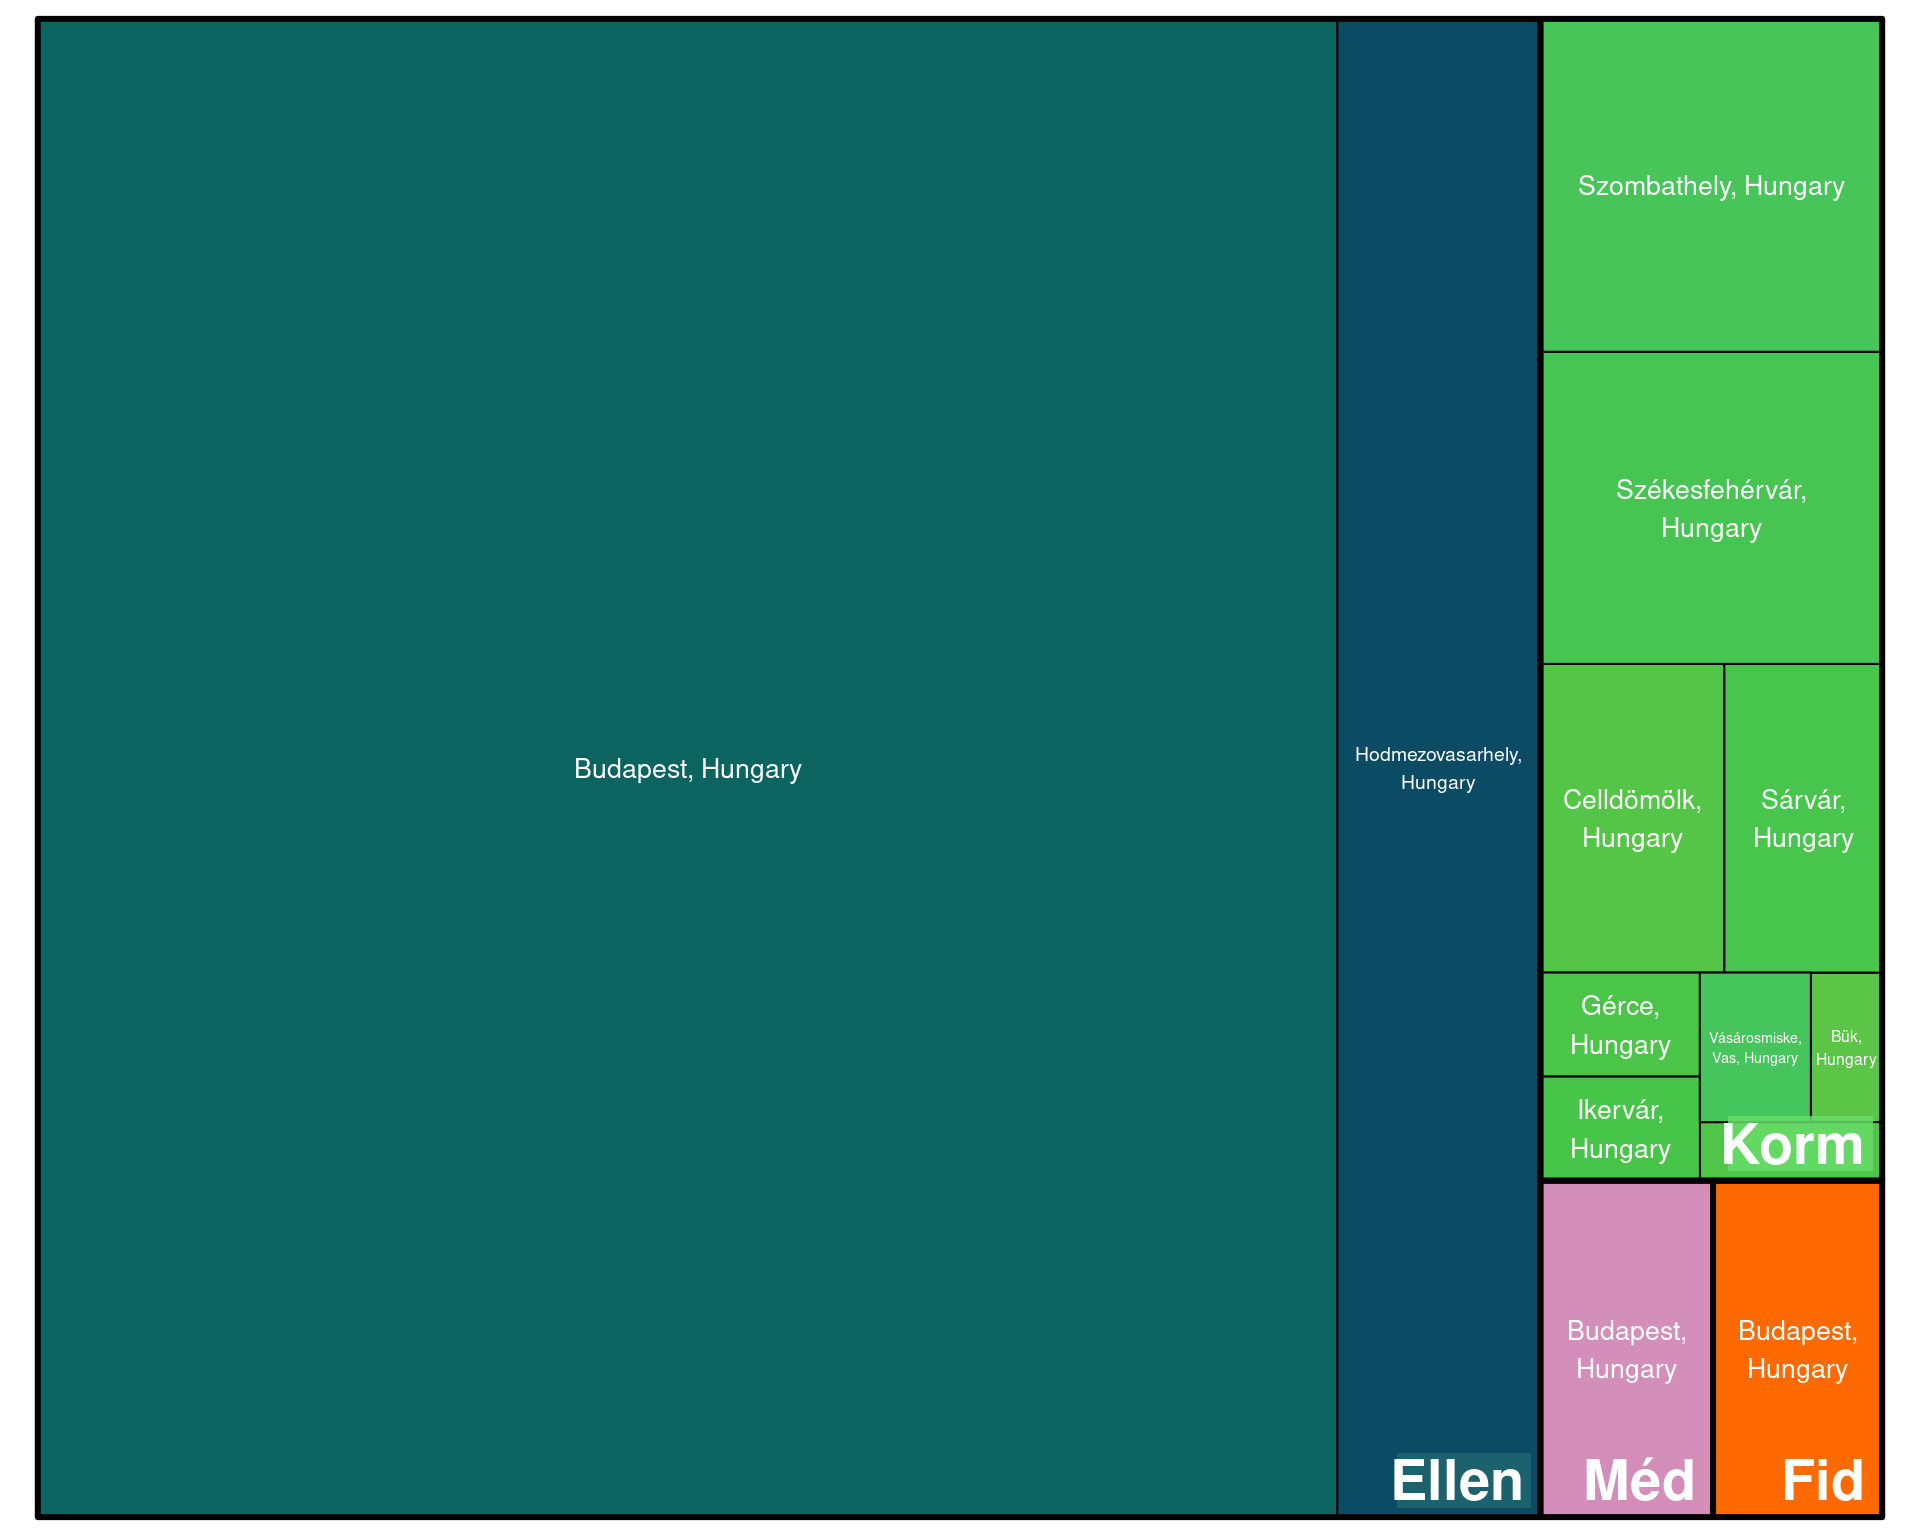 Budapest, Hungary
Hodmezovasarhely,
Hungary
Ellen
Szombathely, Hungary
Székesfehérvár,
Hungary
Celldömölk,
Hungary
Sárvár,
Hungary
Gérce,
Hungary
Vásárosmiske,
Vas, Hungary
Bük,
Hungary
Ikervár,
Hungary
Korm
Budapest,
Hungary
Méd
Budapest,
Hungary
Fid